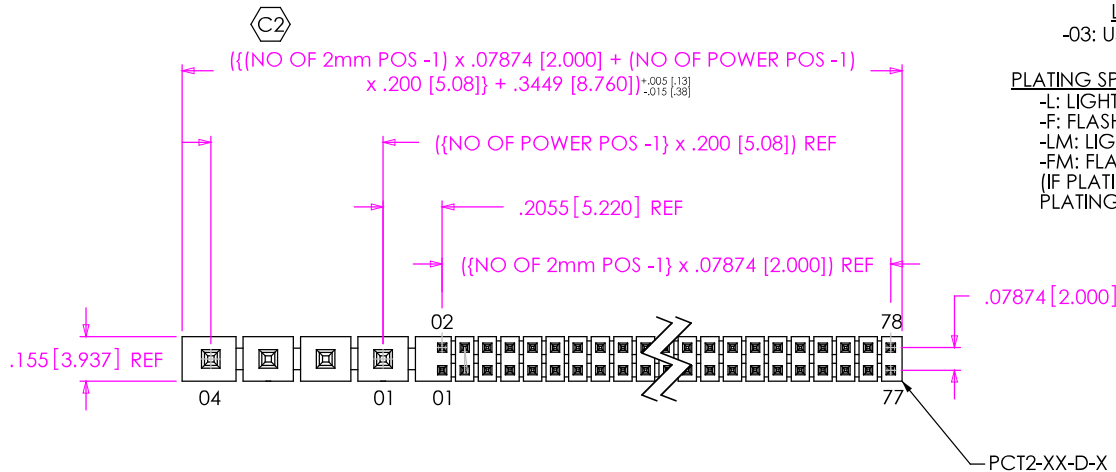 C2
L
-03: U
({(NO OF 2mm POS -1) x .07874 [2.000] + (NO OF POWER POS -1)
x .200 [5.08]} + .3449 [8.760]) +.005 [.13]
-.015 [.38]
PLATING SP
-L: LIGHT
-F: FLASH
-LM: LIG
-FM: FLA
(IF PLATI
PLATING
({NO OF POWER POS -1} x .200 [5.08]) REF
.2055 [5.220] REF
({NO OF 2mm POS -1} x .07874 [2.000]) REF
.07874 [2.000]
02
78
.155 [3.937] REF
04
01
01
77
PCT2-XX-D-X